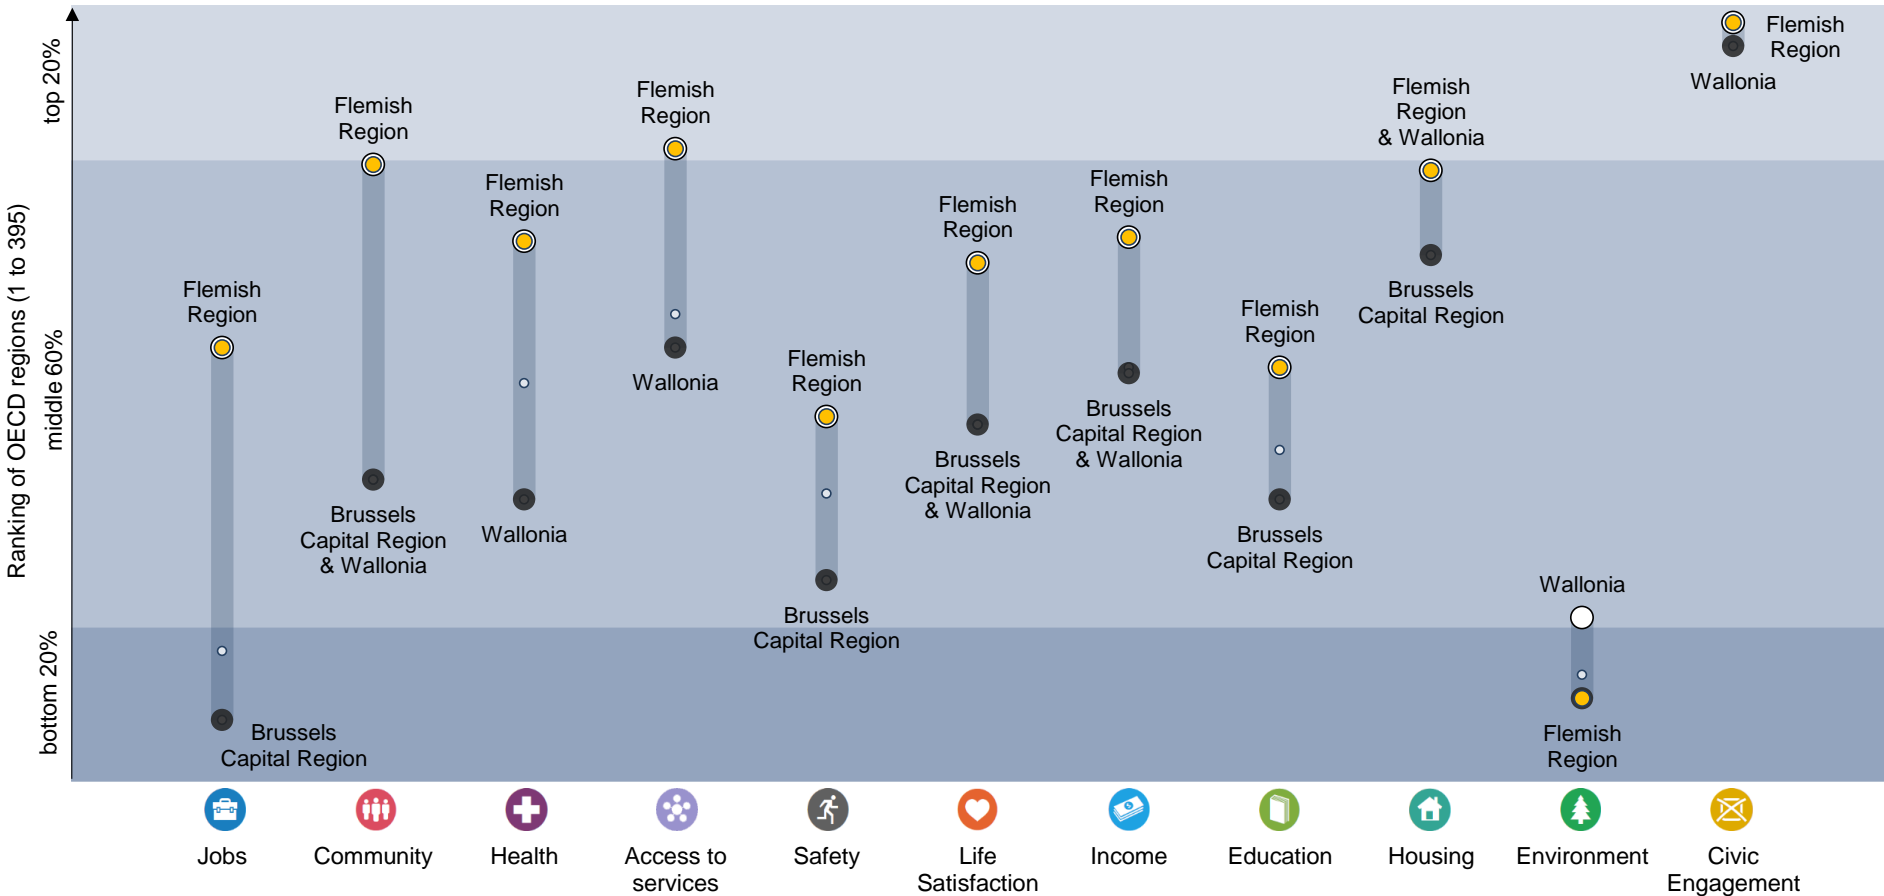 Ranking of OECD regions (1 to 395)
top 20%
middle 60%
bottom 20%
Flemish
Region
Brussels
Capital Region
Flemish
Region
Brussels
Capital Region
& Wallonia
Flemish
Region
Wallonia
Flemish
Region
Wallonia
Flemish
Region
Brussels
Capital Region
Flemish
Region
Brussels
Capital Region
& Wallonia
Flemish
Region
Brussels
Capital Region
& Wallonia
Flemish
Region
Brussels
Capital Region
Flemish
Region
& Wallonia
Brussels
Capital Region
Wallonia
Flemish
Region
Flemish
Region
Wallonia
Jobs
Community
Health
Access to
services
Safety
Life
Satisfaction
Income
Education
Housing
Environment
Civic
Engagement